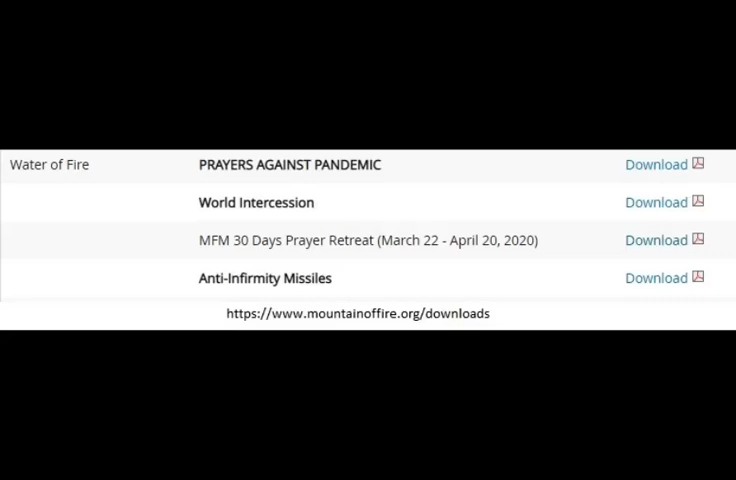 Water of Fire PRAYERS AGAINST PANDEMIC Download
World Intercession Download
MFM 30 Days Prayer Retreat (March 22 - April 20, 2020) Download
Anti-Infirmity Missiles Download
https://www.mountainoffire.org/downloads